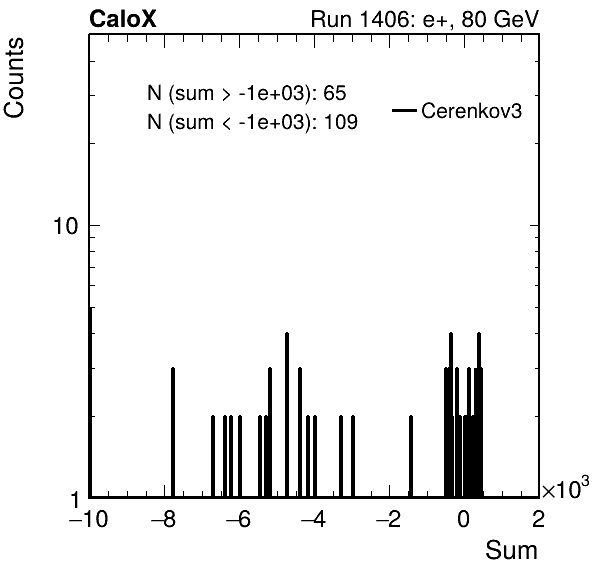 CaloX Run 1406: e+, 80 GeV
Counts
N (sum > -1e+03): 65
N (sum < -1e+03): 109
Cerenkov3
10
1
−10 −8 −6 −4 −2 0 2
×10³
Sum